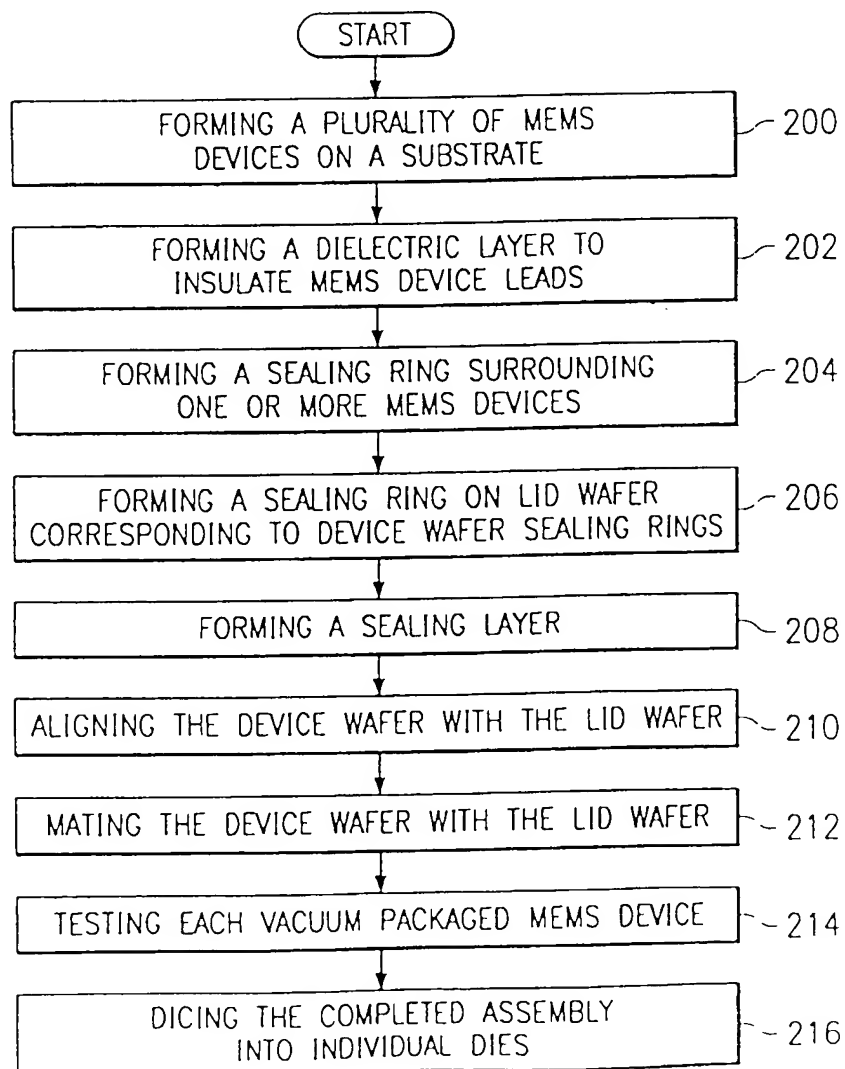 START
FORMING A PLURALITY OF MEMS
DEVICES ON A SUBSTRATE
200
FORMING A DIELECTRIC LAYER TO
INSULATE MEMS DEVICE LEADS
202
FORMING A SEALING RING SURROUNDING
ONE OR MORE MEMS DEVICES
204
FORMING A SEALING RING ON LID WAFER
CORRESPONDING TO DEVICE WAFER SEALING RINGS
206
FORMING A SEALING LAYER
208
ALIGNING THE DEVICE WAFER WITH THE LID WAFER
210
MATING THE DEVICE WAFER WITH THE LID WAFER
212
TESTING EACH VACUUM PACKAGED MEMS DEVICE
214
DICING THE COMPLETED ASSEMBLY
INTO INDIVIDUAL DIES
216